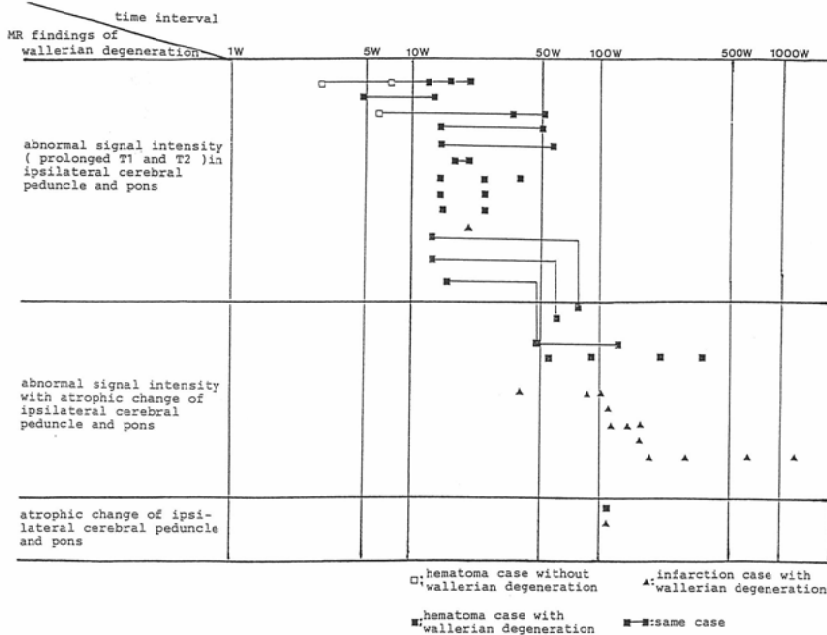 time interval
MR findings of
wallerian degeneration
1W 5W 10W 50W 100W 500W 1000W
abnormal signal intensity
( prolonged T1 and T2 )in
ipsilateral cerebral
peduncle and pons
abnormal signal intensity
with atrophic change of
ipsilateral cerebral
peduncle and pons
atrophic change of ipsi-
lateral cerebral peduncle
and pons
□:hematoma case without
wallerian degeneration
▲:infarction case with
wallerian degeneration
■:hematoma case with
wallerian degeneration
■—■:same case